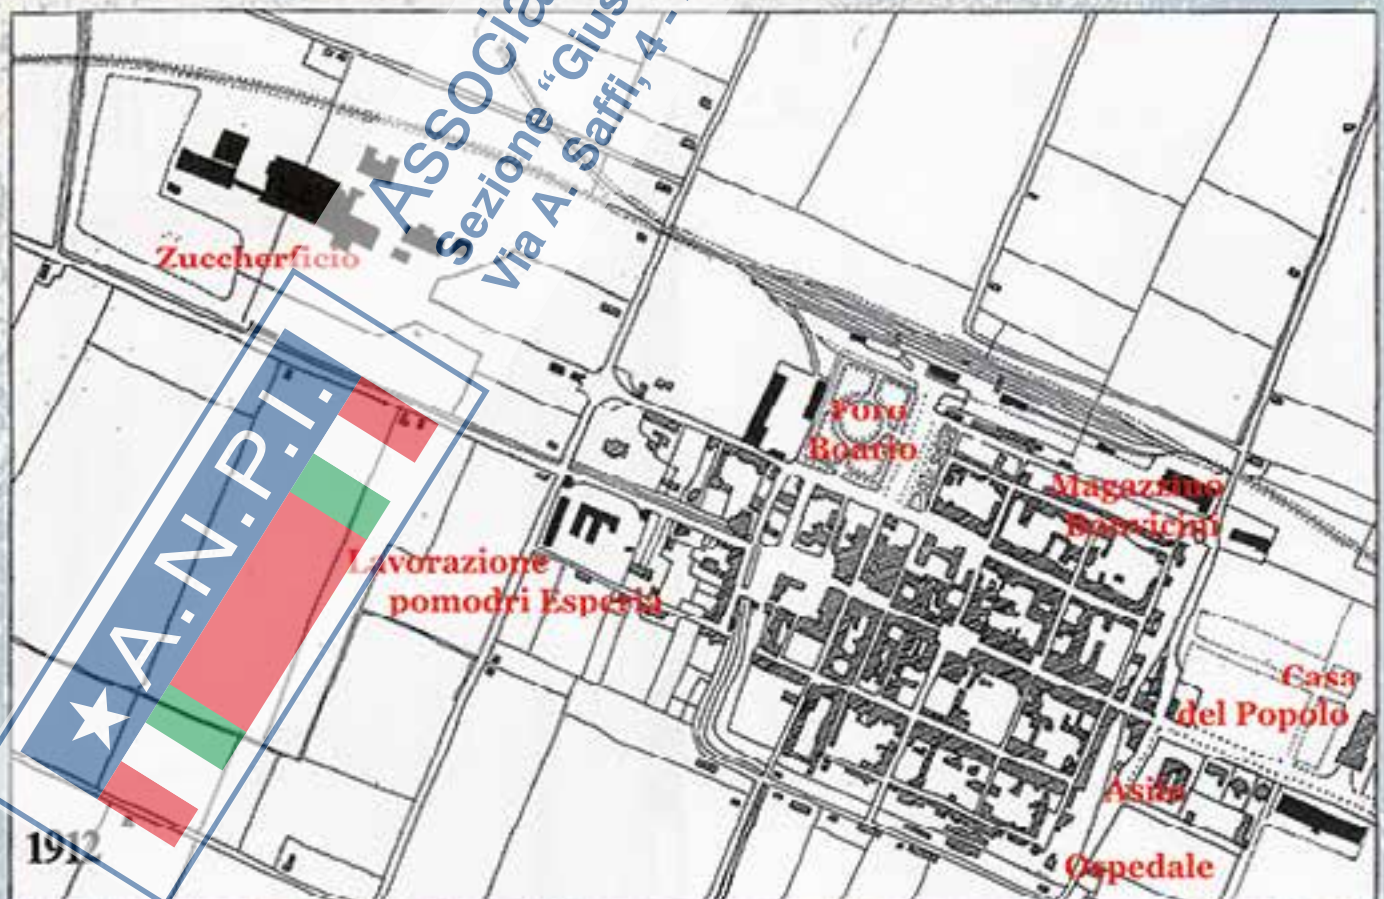 ASSOCIA
Sezione “Gius
Via A. Saffi, 4 -
Zuccherficio
A.N.P.I.
Foro
Boario
Magazzino
Bonvicini
Lavorazione
pomodri Esperia
Casa
del Popolo
Asilo
Ospedale
1912